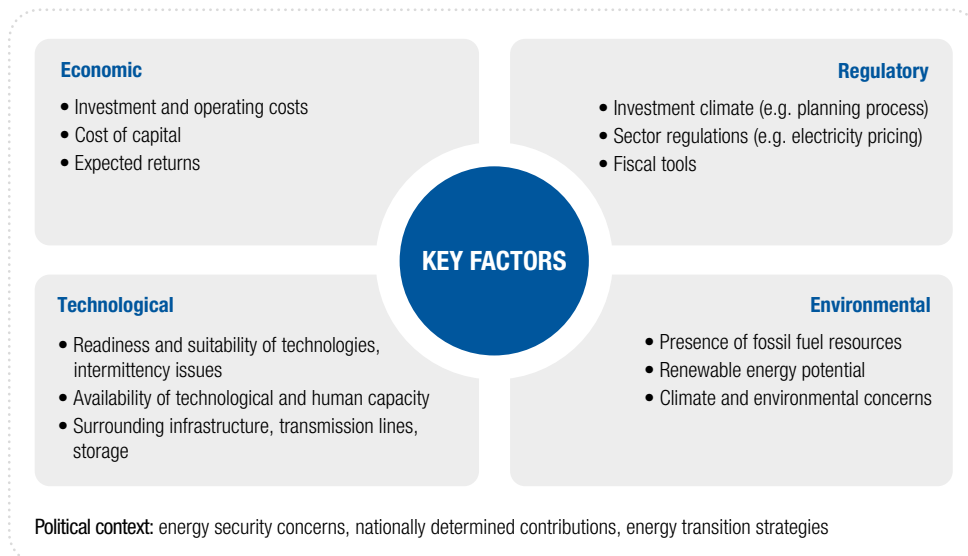 Economic
• Investment and operating costs
• Cost of capital
• Expected returns
Regulatory
• Investment climate (e.g. planning process)
• Sector regulations (e.g. electricity pricing)
• Fiscal tools
KEY FACTORS
Technological
• Readiness and suitability of technologies,
intermittency issues
• Availability of technological and human capacity
• Surrounding infrastructure, transmission lines,
storage
Environmental
• Presence of fossil fuel resources
• Renewable energy potential
• Climate and environmental concerns
Political context: energy security concerns, nationally determined contributions, energy transition strategies